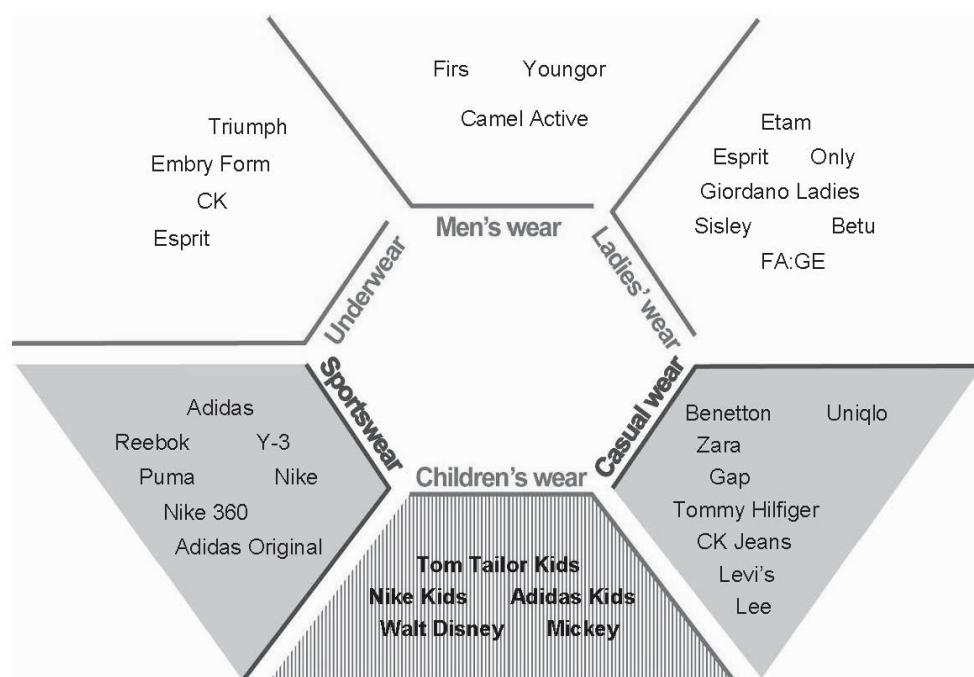 Firs Youngor
Camel Active
Men's wear
Triumph
Embry Form
CK
Esprit
Underwear
Etam
Esprit Only
Giordano Ladies
Sisley Betu
FA:GE
Ladies' wear
Sportswear
Adidas
Reebok Y-3
Puma Nike
Nike 360
Adidas Original
Casual wear
Benetton Uniqlo
Zara
Gap
Tommy Hilfiger
CK Jeans
Levi's
Lee
Children's wear
Tom Tailor Kids
Nike Kids Adidas Kids
Walt Disney Mickey